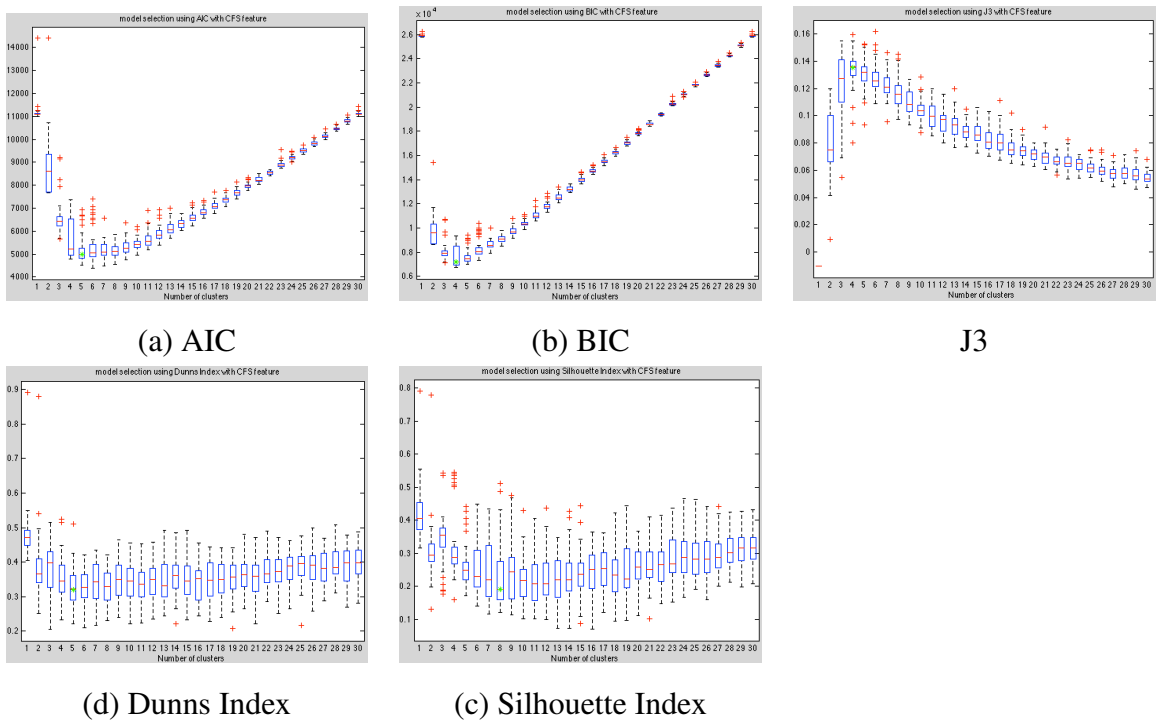 model selection using AIC with CFS feature
14000
13000
12000
11000
10000
9000
8000
7000
6000
5000
4000
1 2 3 4 5 6 7 8 9 10 11 12 13 14 15 16 17 18 19 20 21 22 23 24 25 26 27 28 29 30
Number of clusters
(a) AIC
model selection using BIC with CFS feature
× 10⁴
2.6
2.4
2.2
2
1.8
1.6
1.4
1.2
1
0.8
0.6
1 2 3 4 5 6 7 8 9 10 11 12 13 14 15 16 17 18 19 20 21 22 23 24 25 26 27 28 29 30
Number of clusters
(b) BIC
model selection using J3 with CFS feature
0.16
0.14
0.12
0.1
0.08
0.06
0.04
0.02
0
1 2 3 4 5 6 7 8 9 10 11 12 13 14 15 16 17 18 19 20 21 22 23 24 25 26 27 28 29 30
Number of clusters
J3
model selection using Dunns Index with CFS feature
0.9
0.8
0.7
0.6
0.5
0.4
0.3
0.2
1 2 3 4 5 6 7 8 9 10 11 12 13 14 15 16 17 18 19 20 21 22 23 24 25 26 27 28 29 30
Number of clusters
(d) Dunns Index
model selection using Silhouette Index with CFS feature
0.8
0.7
0.6
0.5
0.4
0.3
0.2
0.1
1 2 3 4 5 6 7 8 9 10 11 12 13 14 15 16 17 18 19 20 21 22 23 24 25 26 27 28 29 30
Number of clusters
(c) Silhouette Index